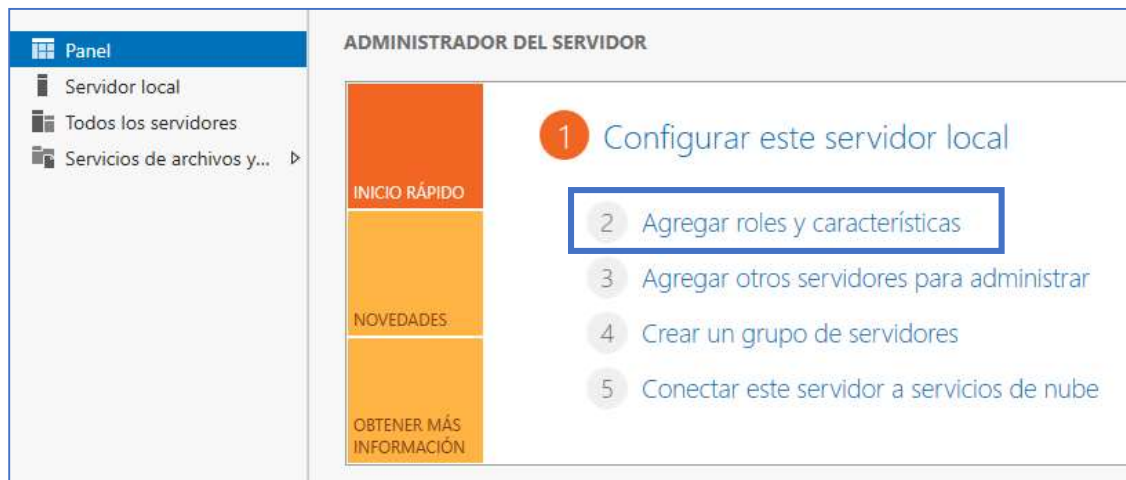 Panel
Servidor local
Todos los servidores
Servicios de archivos y...
ADMINISTRADOR DEL SERVIDOR
INICIO RÁPIDO
NOVEDADES
OBTENER MÁS
INFORMACIÓN
1 Configurar este servidor local
2 Agregar roles y características
3 Agregar otros servidores para administrar
4 Crear un grupo de servidores
5 Conectar este servidor a servicios de nube